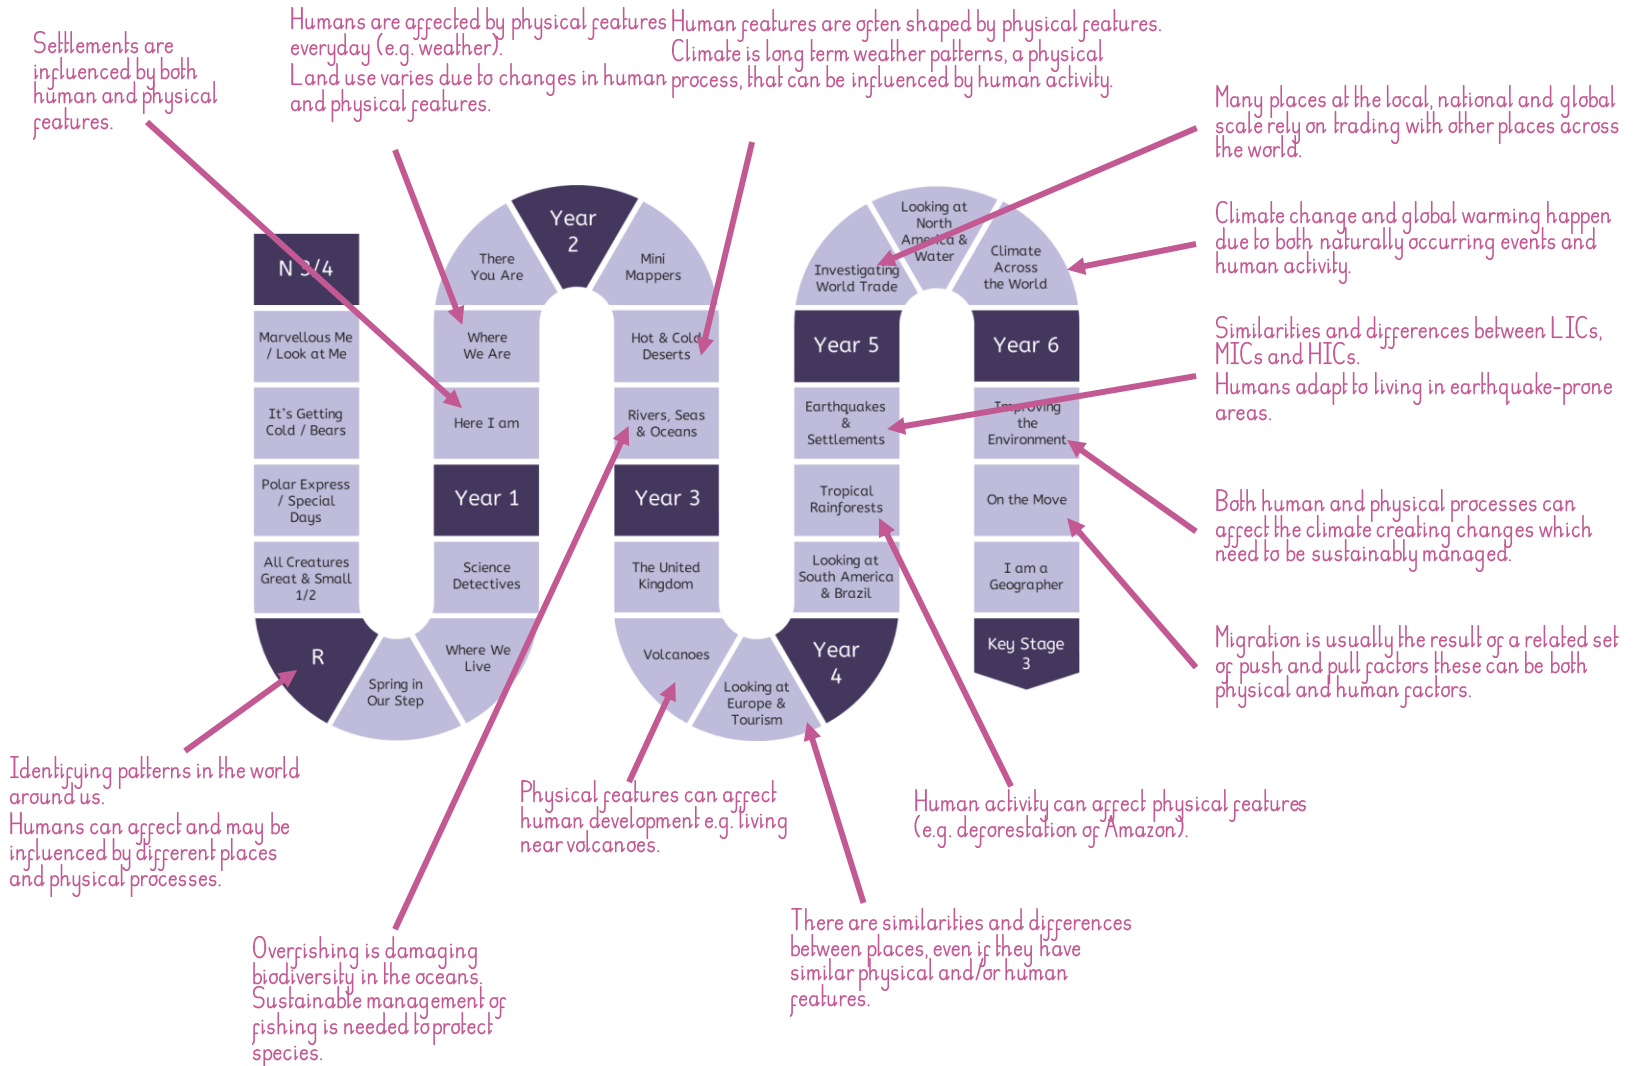 Settlements are
influenced by both
human and physical
features.
Humans are affected by physical features
everyday (e.g. weather).
Land use varies due to changes in human
and physical features.
Human features are often shaped by physical features.
Climate is long term weather patterns, a physical
process, that can be influenced by human activity.
Many places at the local, national and global
scale rely on trading with other places across
the world.
Climate change and global warming happen
due to both naturally occurring events and
human activity.
Similarities and differences between LICs,
MICs and HICs.
Humans adapt to living in earthquake-prone
areas.
Both human and physical processes can
affect the climate creating changes which
need to be sustainably managed.
Migration is usually the result of a related set
of push and pull factors these can be both
physical and human factors.
N 3/4
Marvellous Me
/ Look at Me
It's Getting
Cold / Bears
Polar Express
/ Special
Days
All Creatures
Great & Small
1/2
R
Spring in
Our Step
Where We
Live
Science
Detectives
Year 1
Here I am
Where
We Are
There
You Are
Year
2
Mini
Mappers
Hot & Cold
Deserts
Rivers, Seas
& Oceans
Year 3
The United
Kingdom
Volcanoes
Looking at
Europe &
Tourism
Year
4
Looking at
South America
& Brazil
Tropical
Rainforests
Earthquakes
&
Settlements
Year 5
Investigating
World Trade
Looking at
North
America &
Water
Climate
Across
the World
Year 6
Improving
the
Environment
On the Move
I am a
Geographer
Key Stage
3
Identifying patterns in the world
around us.
Humans can affect and may be
influenced by different places
and physical processes.
Overfishing is damaging
biodiversity in the oceans.
Sustainable management of
fishing is needed to protect
species.
Physical features can affect
human development e.g. living
near volcanoes.
There are similarities and differences
between places, even if they have
similar physical and/or human
features.
Human activity can affect physical features
(e.g. deforestation of Amazon).